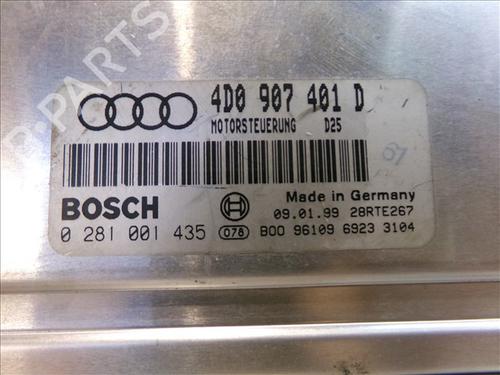 4D0 907 401 D
MOTORSTEUERUNG D25
BOSCH
Made in Germany
09.01.99 28RTE267
0 281 001 435 078 B00 96109 6923 3104